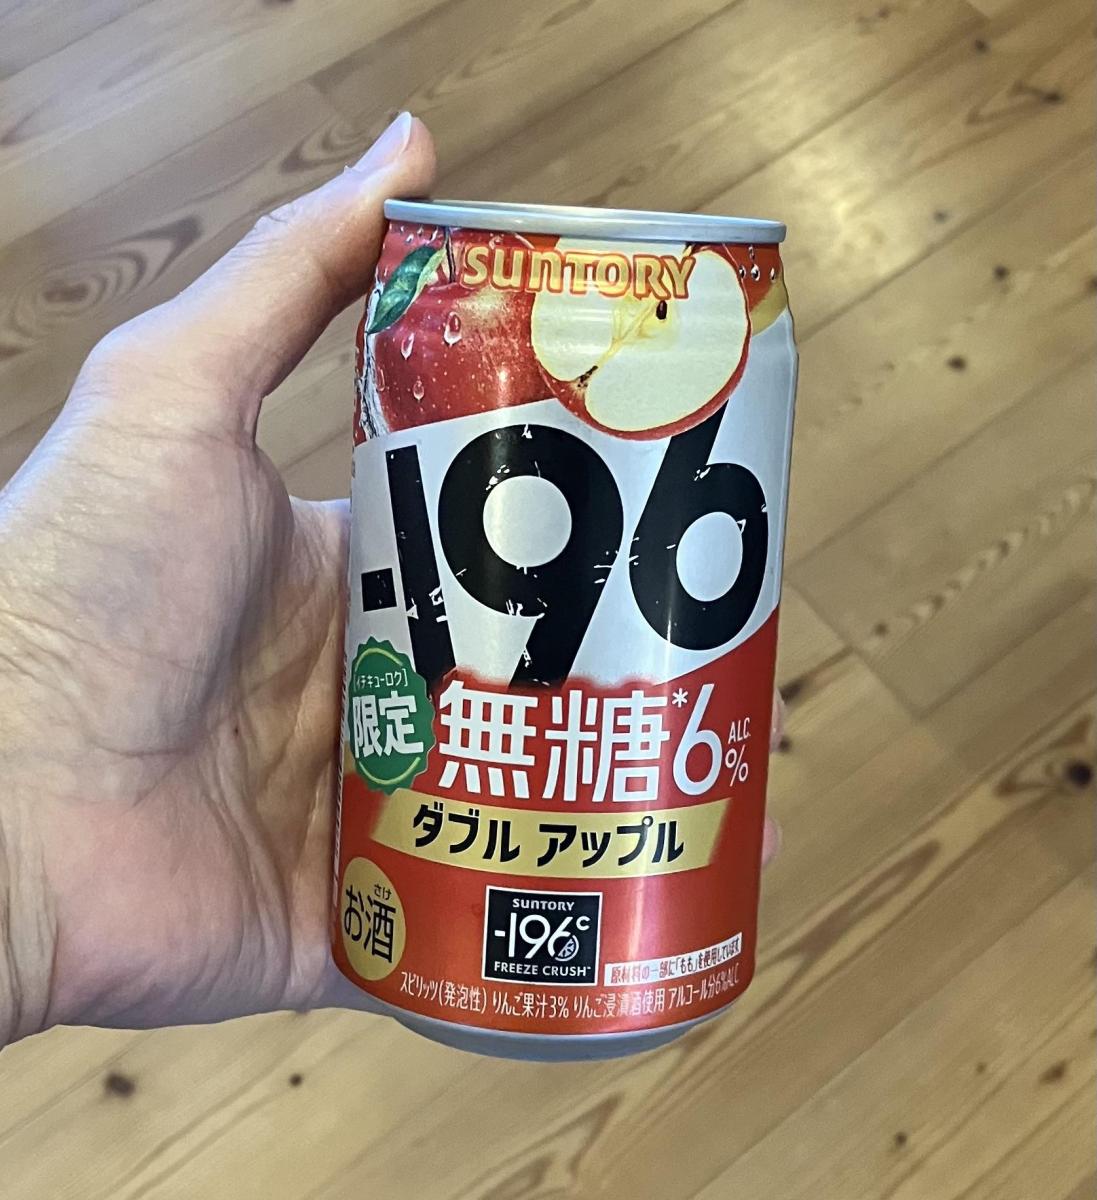 SUNTORY
-196
[イチキューロク]
限定
無糖*6 ALC. %
ダブル アップル
さけ
お酒
SUNTORY
-196℃
FREEZE CRUSH™
原材料の一部に「もも」を使用しています
スピリッツ(発泡性) りんご果汁3% りんご浸漬酒使用 アルコール分6%ALC.